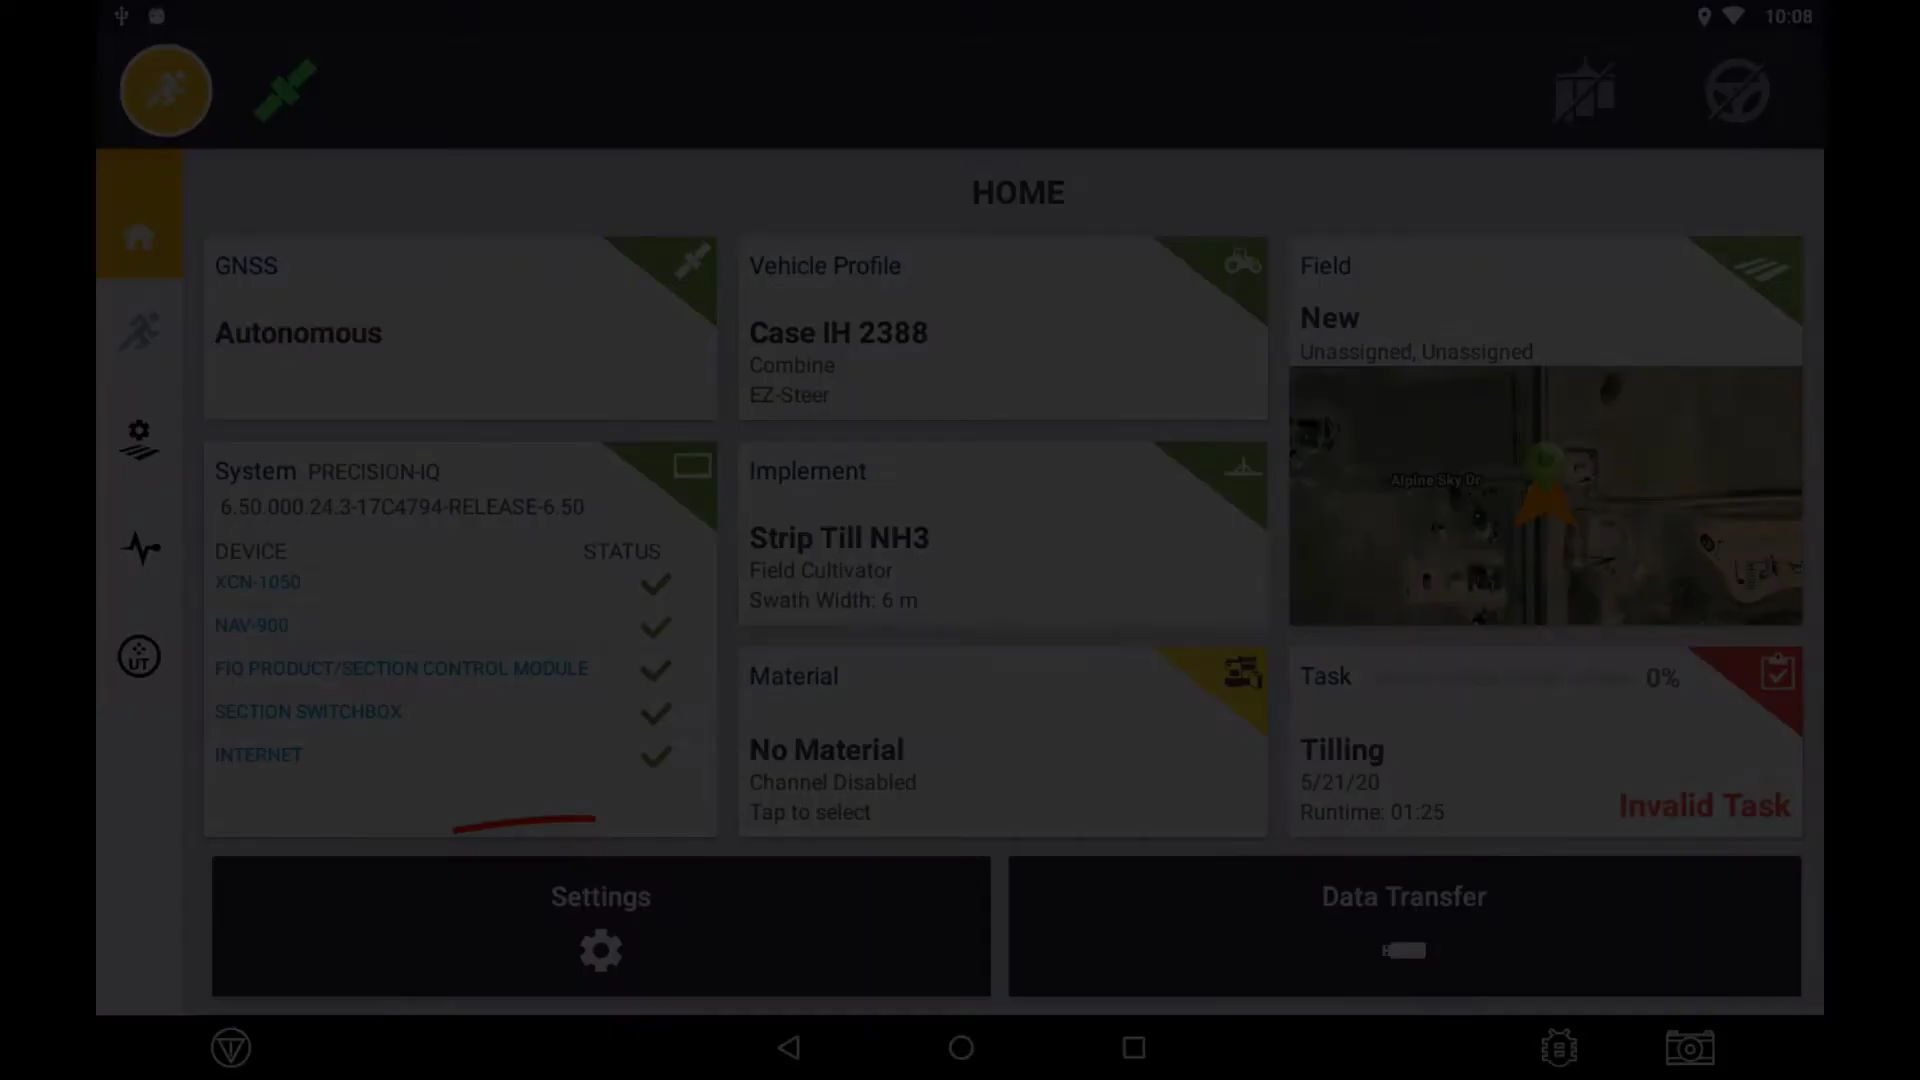 10:08
HOME
GNSS
Autonomous
Vehicle Profile
Case IH 2388
Combine
EZ-Steer
Field
New
Unassigned, Unassigned
Alpine Sky Dr
System PRECISION-IQ
6.50.000.24.3-17C4794-RELEASE-6.50
DEVICE STATUS
XCN-1050
NAV-900
FIQ PRODUCT/SECTION CONTROL MODULE
SECTION SWITCHBOX
INTERNET
Implement
Strip Till NH3
Field Cultivator
Swath Width: 6 m
Material
No Material
Channel Disabled
Tap to select
Task 0%
Tilling
5/21/20
Runtime: 01:25
Invalid Task
UT
Settings
Data Transfer